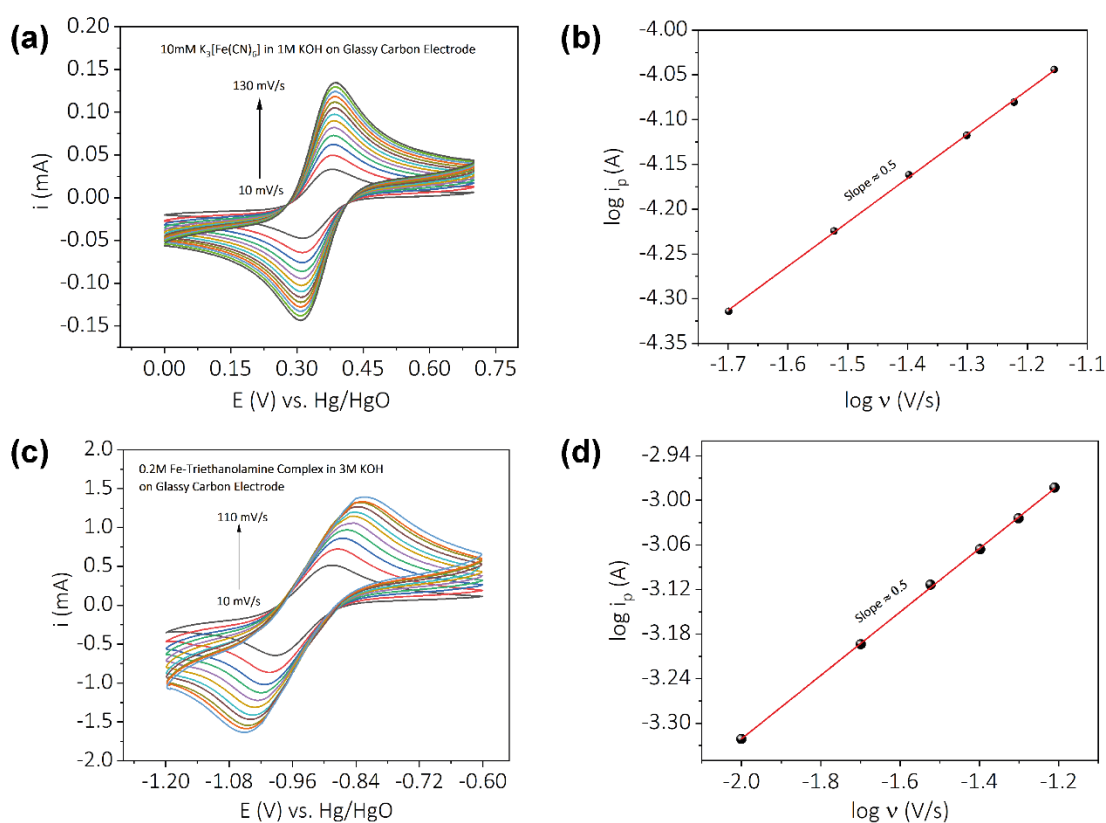 (a)
10mM K₃[Fe(CN)₆] in 1M KOH on Glassy Carbon Electrode
130 mV/s
10 mV/s
i (mA)
0.20
0.15
0.10
0.05
0.00
-0.05
-0.10
-0.15
0.00 0.15 0.30 0.45 0.60 0.75
E (V) vs. Hg/HgO
(b)
Slope ≈ 0.5
log iₚ (A)
-4.00
-4.05
-4.10
-4.15
-4.20
-4.25
-4.30
-4.35
-1.7 -1.6 -1.5 -1.4 -1.3 -1.2 -1.1
log ν (V/s)
(c)
0.2M Fe-Triethanolamine Complex in 3M KOH
on Glassy Carbon Electrode
110 mV/s
10 mV/s
i (mA)
2.0
1.5
1.0
0.5
0.0
-0.5
-1.0
-1.5
-2.0
-1.20 -1.08 -0.96 -0.84 -0.72 -0.60
E (V) vs. Hg/HgO
(d)
Slope ≈ 0.5
log iₚ (A)
-2.94
-3.00
-3.06
-3.12
-3.18
-3.24
-3.30
-2.0 -1.8 -1.6 -1.4 -1.2
log ν (V/s)